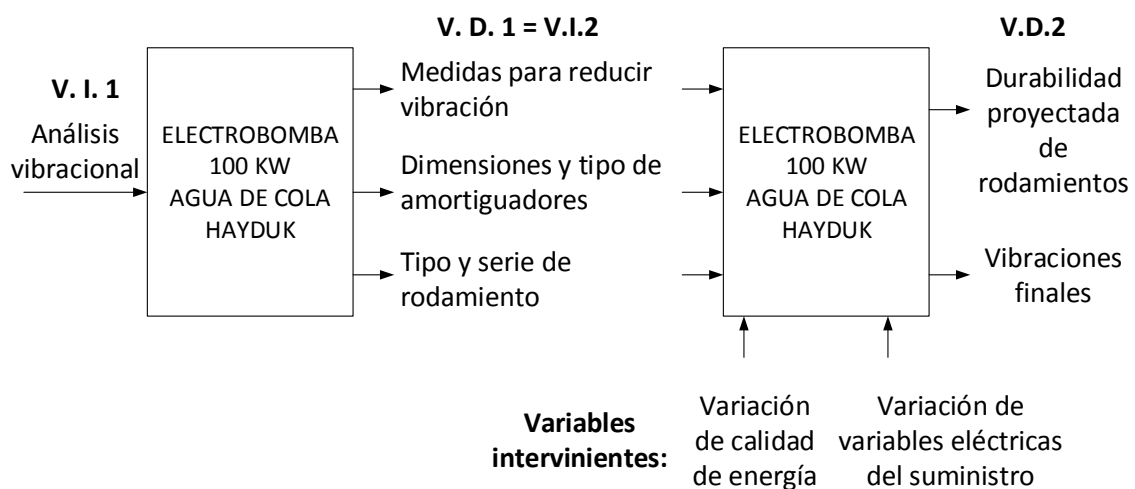 V. I. 1
Análisis
vibracional
ELECTROBOMBA
100 KW
AGUA DE COLA
HAYDUK
V. D. 1 = V.I.2
Medidas para reducir
vibración
Dimensiones y tipo de
amortiguadores
Tipo y serie de
rodamiento
ELECTROBOMBA
100 KW
AGUA DE COLA
HAYDUK
V.D.2
Durabilidad
proyectada
de
rodamientos
Vibraciones
finales
Variables
intervinientes:
Variación
de calidad
de energía
Variación de
variables eléctricas
del suministro